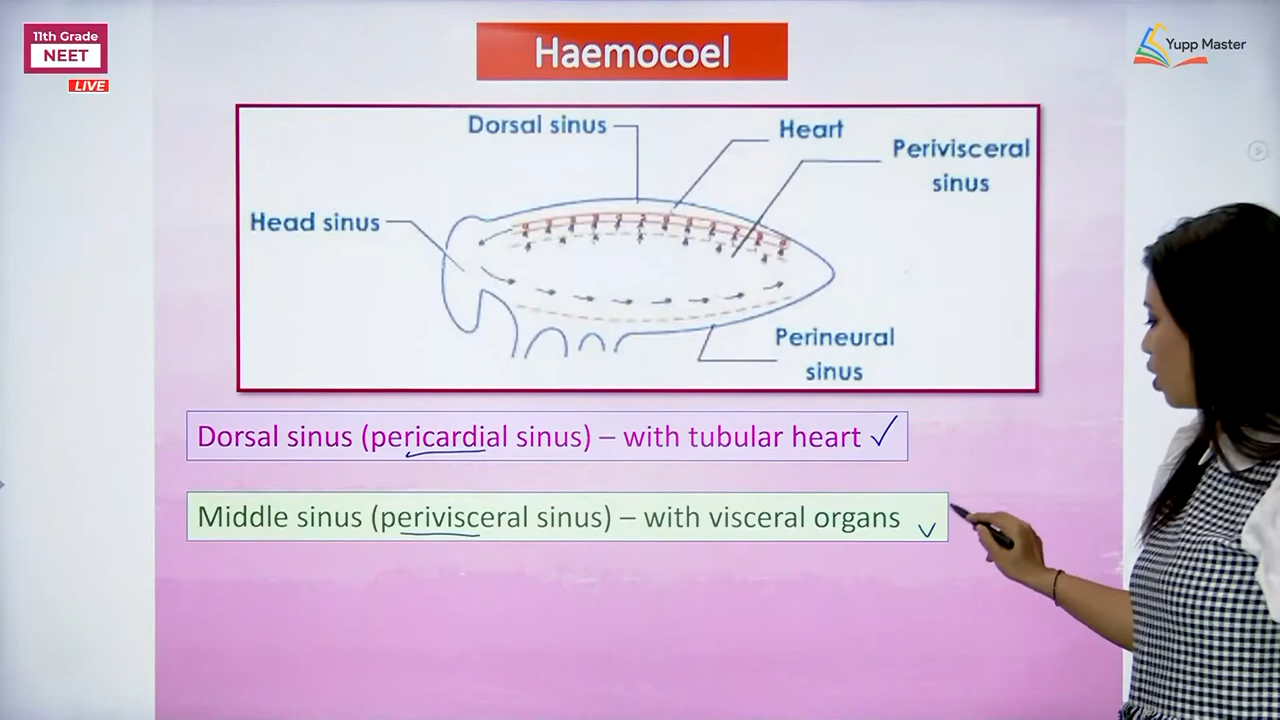 11th Grade
NEET
LIVE
Haemocoel
Yupp Master
Dorsal sinus
Heart
Perivisceral
sinus
Head sinus
Perineural
sinus
Dorsal sinus (pericardial sinus) – with tubular heart
Middle sinus (perivisceral sinus) – with visceral organs